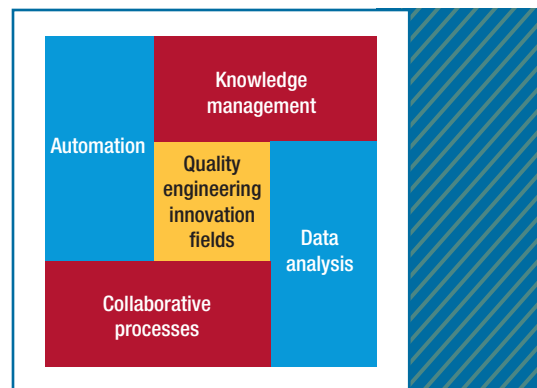 Knowledge
management
Automation
Quality
engineering
innovation
fields
Data
analysis
Collaborative
processes